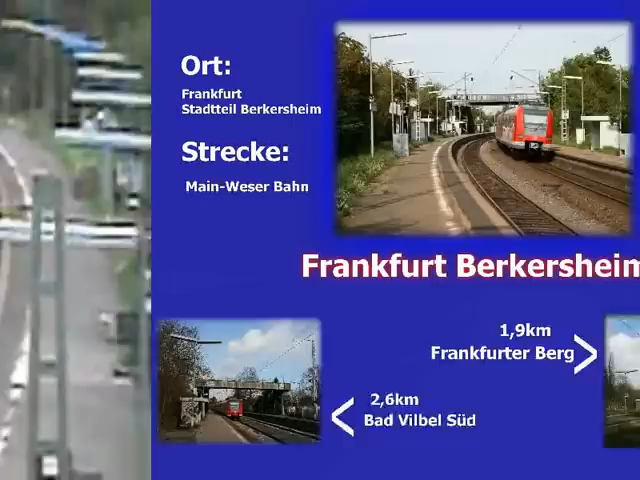 Ort:
Frankfurt
Stadtteil Berkersheim
Strecke:
Main-Weser Bahn
Frankfurt Berkersheim
1,9km
Frankfurter Berg
2,6km
Bad Vilbel Süd